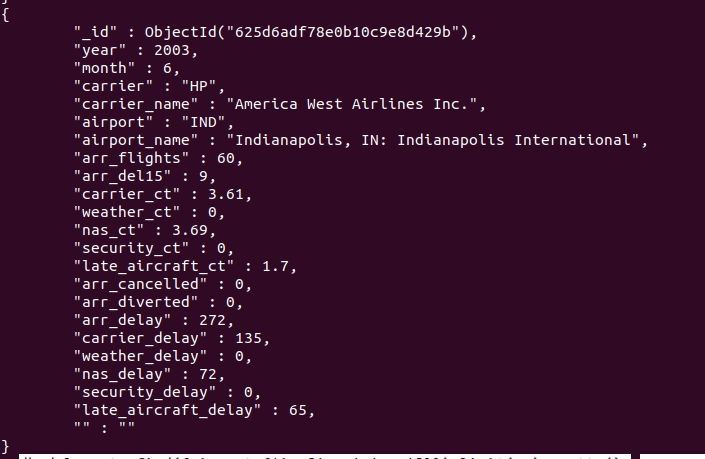 }
{
"_id" : ObjectId("625d6adf78e0b10c9e8d429b"),
"year" : 2003,
"month" : 6,
"carrier" : "HP",
"carrier_name" : "America West Airlines Inc.",
"airport" : "IND",
"airport_name" : "Indianapolis, IN: Indianapolis International",
"arr_flights" : 60,
"arr_del15" : 9,
"carrier_ct" : 3.61,
"weather_ct" : 0,
"nas_ct" : 3.69,
"security_ct" : 0,
"late_aircraft_ct" : 1.7,
"arr_cancelled" : 0,
"arr_diverted" : 0,
"arr_delay" : 272,
"carrier_delay" : 135,
"weather_delay" : 0,
"nas_delay" : 72,
"security_delay" : 0,
"late_aircraft_delay" : 65,
"" : ""
}